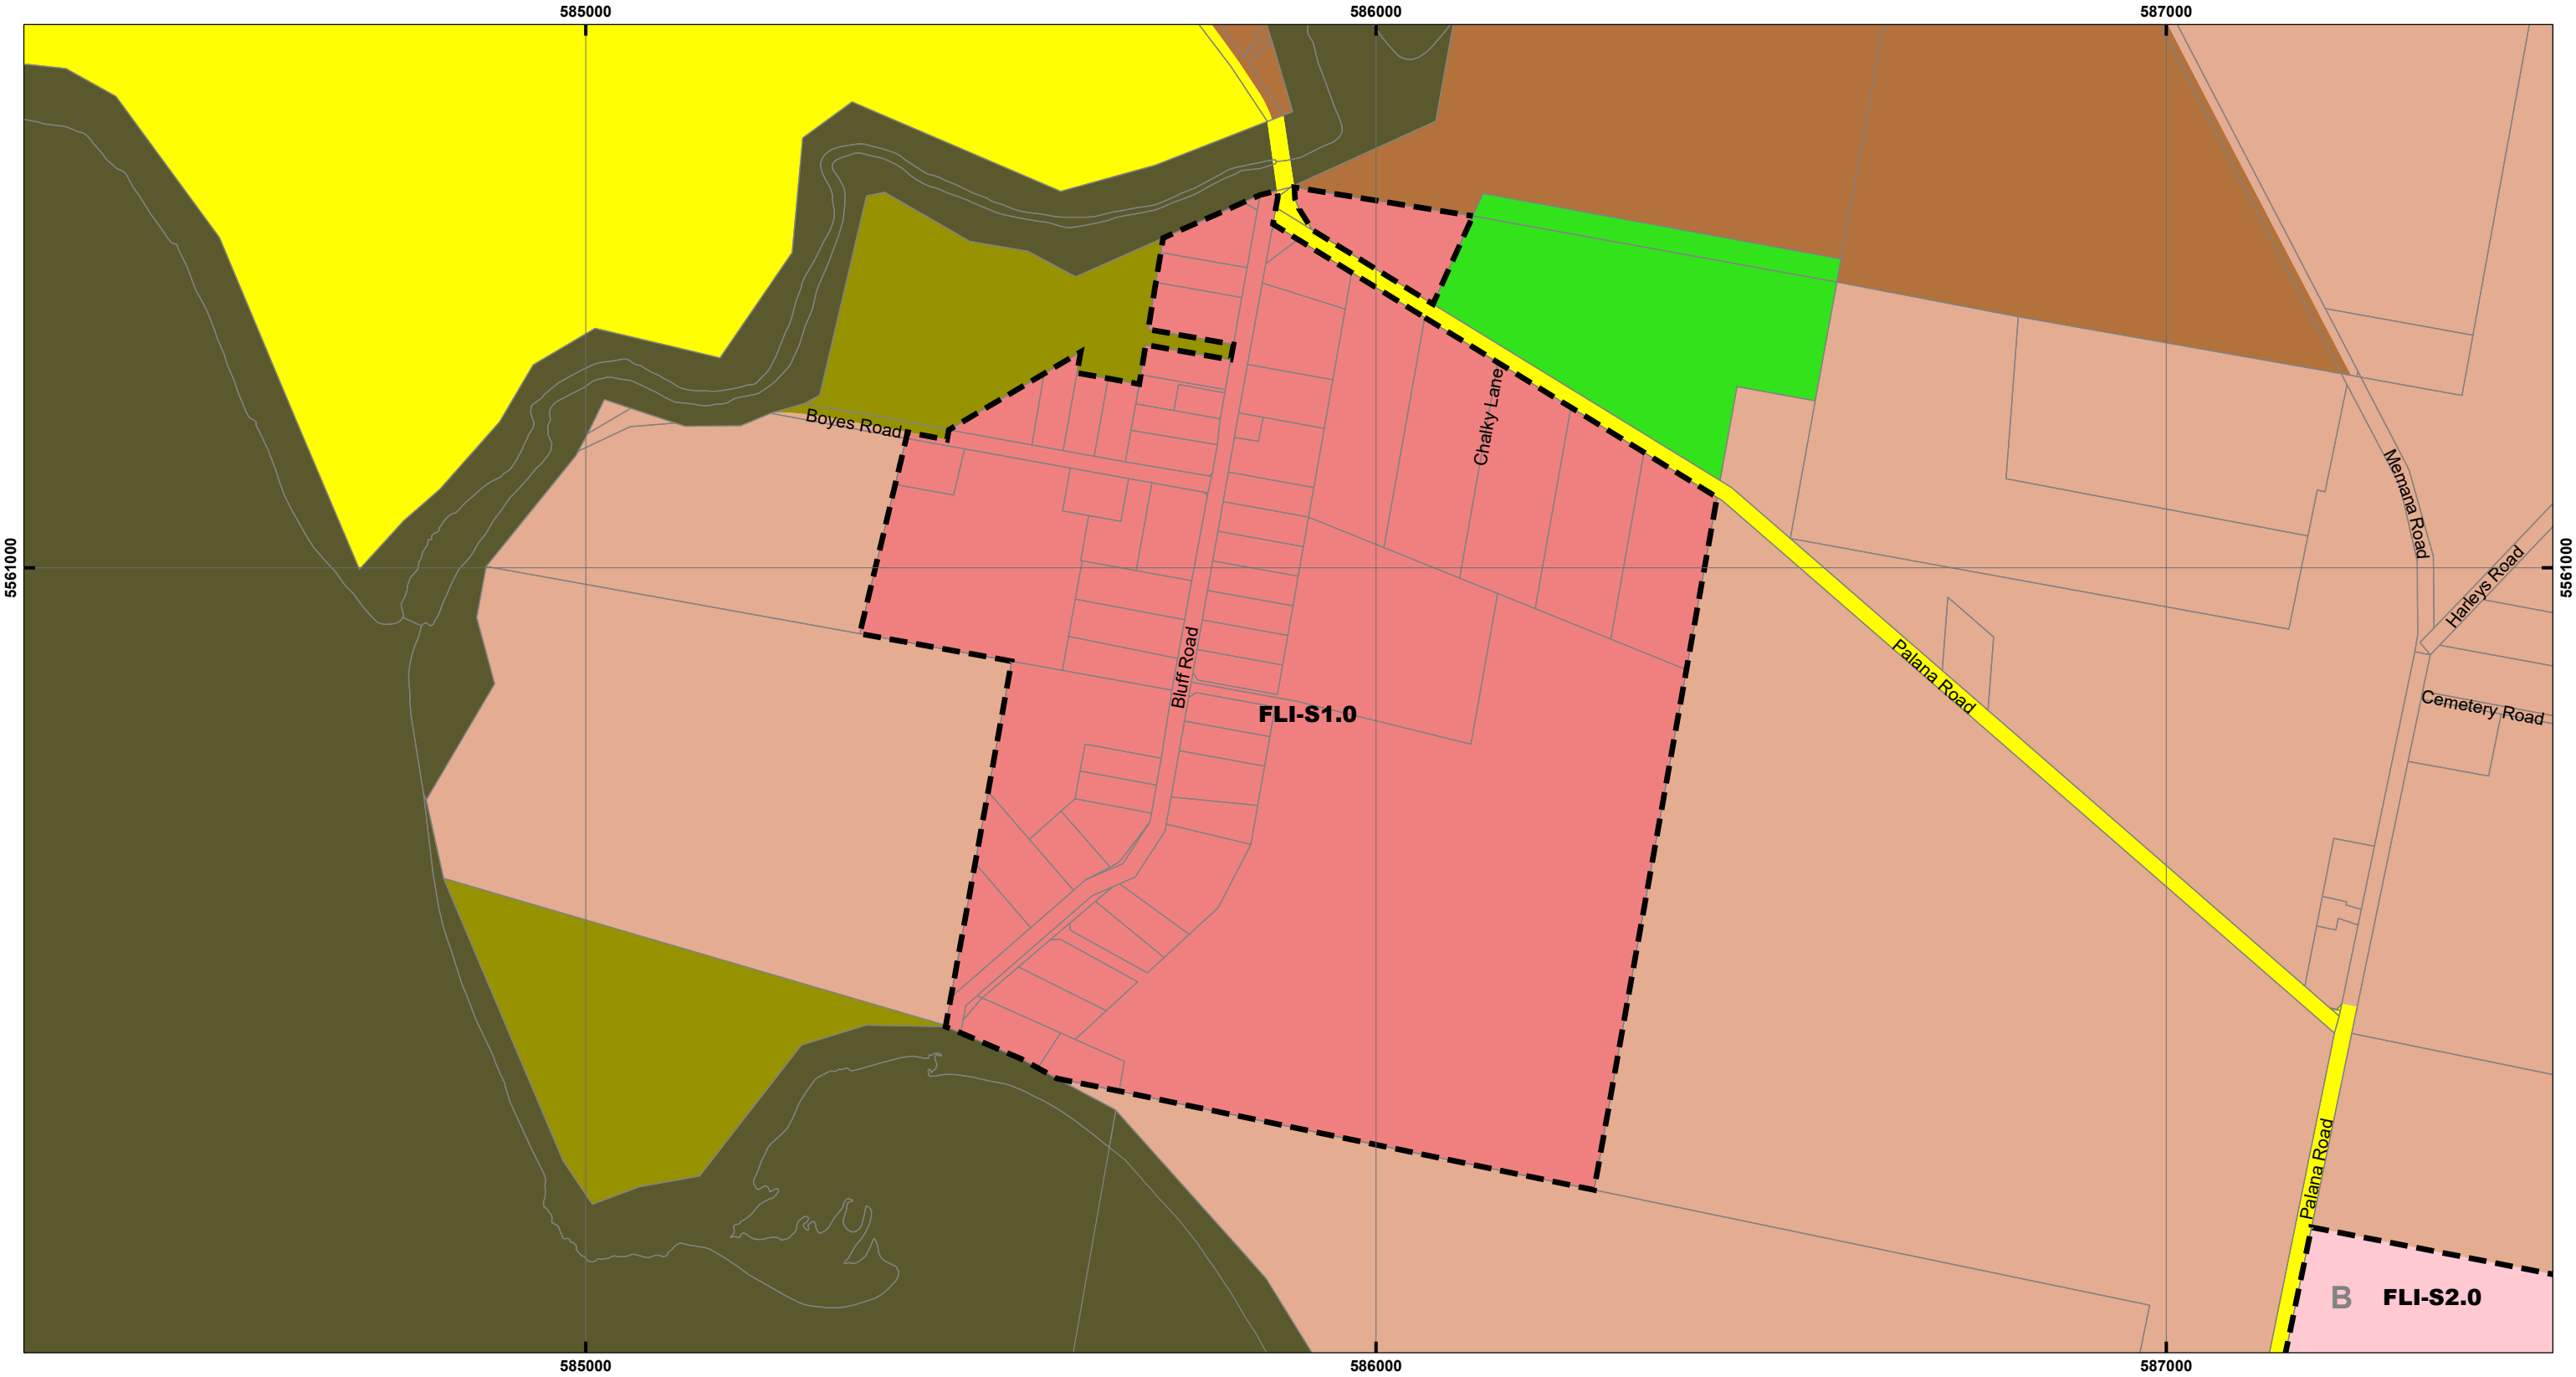 585000
586000
587000
Boyes Road
Chalky Lane
Memana Road
5561000
5561000
Harleys Road
Bluff Road
Palana Road
Cemetery Road
FLI-S1.0
Palana Road
B
FLI-S2.0
585000
586000
587000